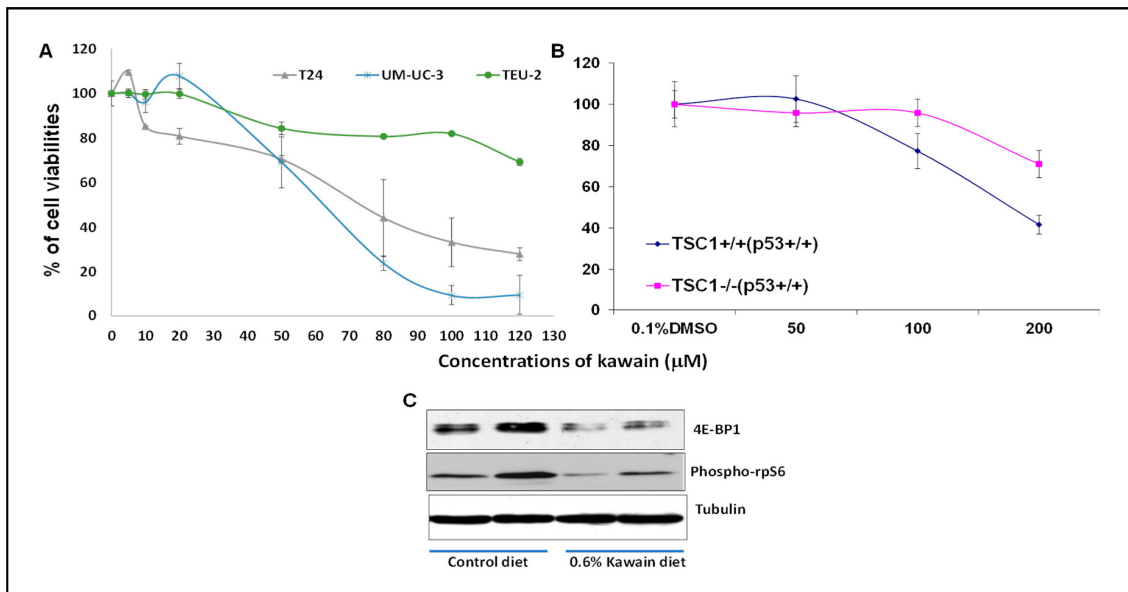 A
T24 UM-UC-3 TEU-2
% of cell viabilities
120
100
80
60
40
20
0
0 10 20 30 40 50 60 70 80 90 100 110 120 130
B
120
100
80
60
40
20
0
TSC1+/+(p53+/+)
TSC1-/-(p53+/+)
0.1%DMSO 50 100 200
Concentrations of kawain (μM)
C
4E-BP1
Phospho-rpS6
Tubulin
Control diet 0.6% Kawain diet